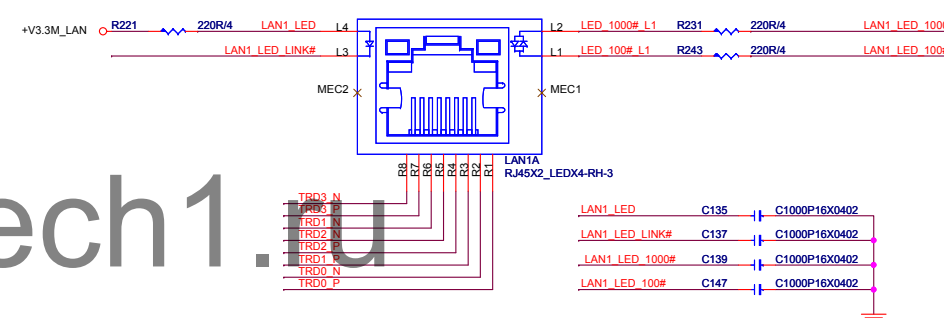 +V3.3M_LAN R221 220R/4 LAN1_LED L4 L2 LED_1000#_L1 R231 220R/4 LAN1_LED_100
LAN1_LED_LINK# L3 L1 LED_100#_L1 R243 220R/4 LAN1_LED_100#
MEC2 MEC1
LAN1A
RJ45X2_LEDX4-RH-3
R8 R7 R6 R5 R4 R3 R2 R1
TRD3_N
TRD3_P
TRD1_N
TRD2_N
TRD2_P
TRD1_P
TRD0_N
TRD0_P
LAN1_LED C135 C1000P16X0402
LAN1_LED_LINK# C137 C1000P16X0402
LAN1_LED_1000# C139 C1000P16X0402
LAN1_LED_100# C147 C1000P16X0402
ech1.ru